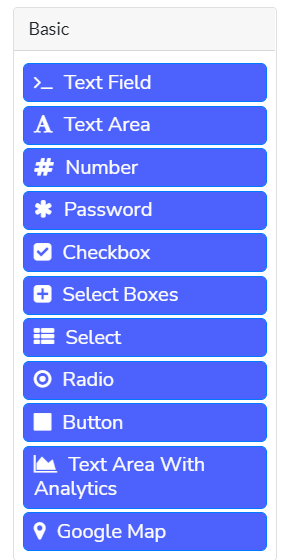 Basic
Text Field
Text Area
Number
Password
Checkbox
Select Boxes
Select
Radio
Button
Text Area With
Analytics
Google Map